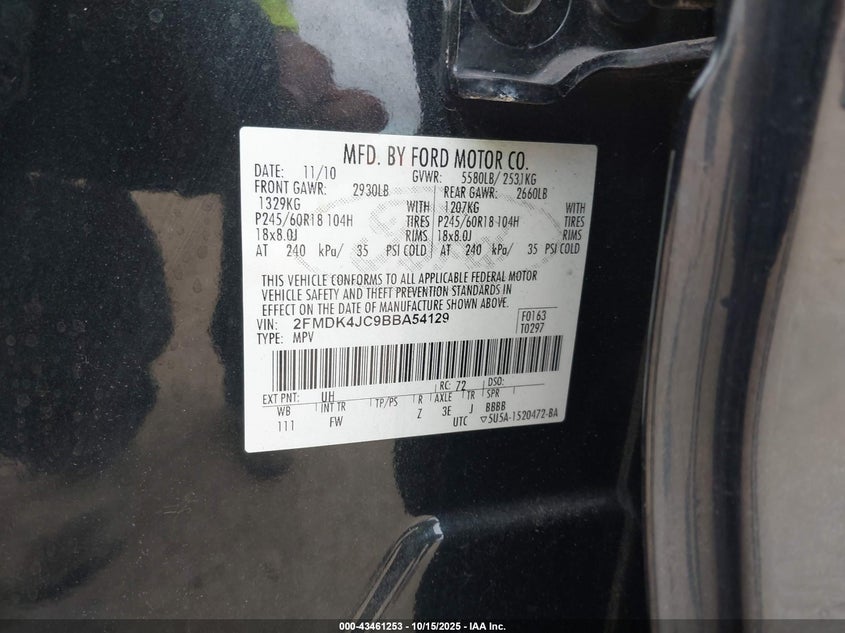 MFD. BY FORD MOTOR CO.
DATE: 11/10 GVWR: 5580LB/ 2531KG
FRONT GAWR: 2930LB REAR GAWR: 2660LB
1329KG WITH 1207KG WITH
P245/60R18 104H TIRES P245/60R18 104H TIRES
18x8.0J RIMS 18x8.0J RIMS
AT 240 kPa/ 35 PSI COLD AT 240 kPa/ 35 PSI COLD
THIS VEHICLE CONFORMS TO ALL APPLICABLE FEDERAL MOTOR
VEHICLE SAFETY AND THEFT PREVENTION STANDARDS IN
EFFECT ON THE DATE OF MANUFACTURE SHOWN ABOVE.
VIN: 2FMDK4JC9BBA54129 F0163
TYPE: MPV T0297
EXT PNT: UH RC: 72 DSO:
WB INT TR TP/PS R AXLE TR SPR
111 FW Z 3E J BBBB
UTC ▽5U5A-1520472-BA
000-43461253 - 10/15/2025 - IAA Inc.